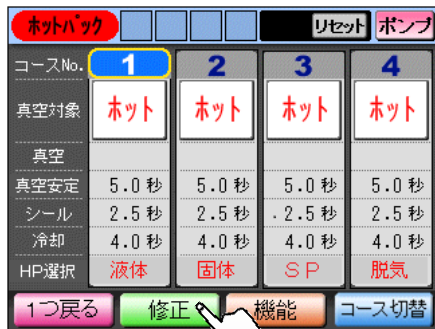 ホットパック リセット ポンプ
コースNo. 1 2 3 4
真空対象 ホット ホット ホット ホット
真空
真空安定 5.0秒 5.0秒 5.0秒 5.0秒
シール 2.5秒 2.5秒 2.5秒 2.5秒
冷却 4.0秒 4.0秒 4.0秒 4.0秒
HP選択 液体 固体 SP 脱気
1つ戻る 修正 機能 コース切替